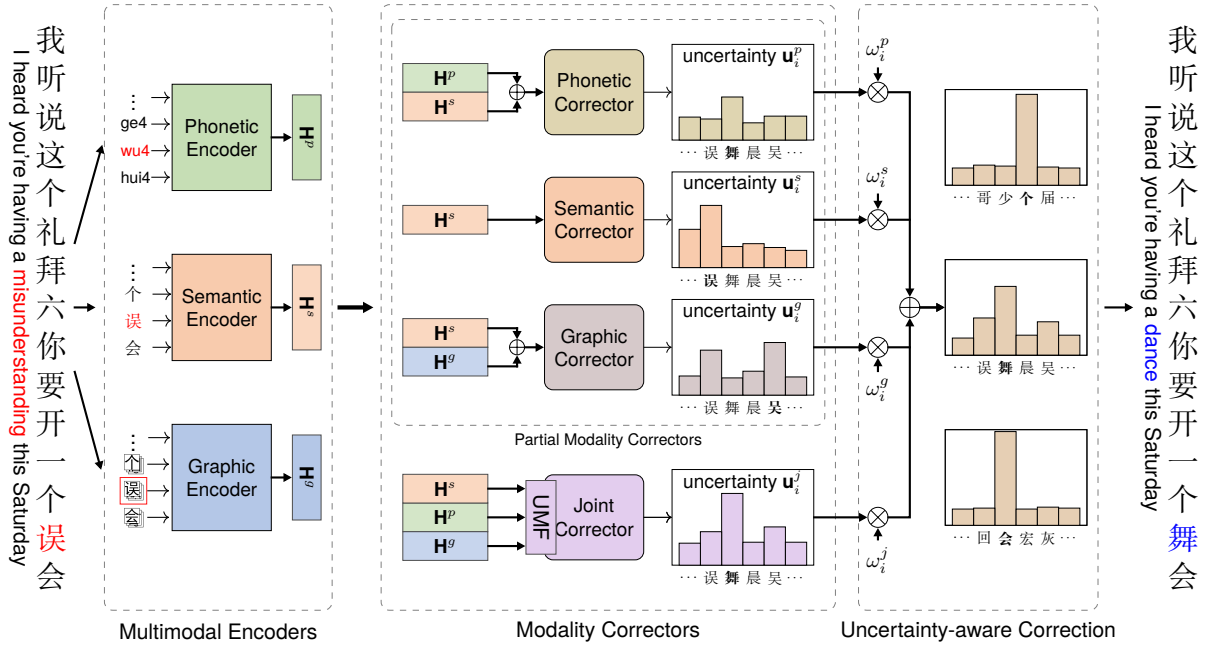 我听说这个礼拜六你要开一个误会
I heard you're having a misunderstanding this Saturday
⋮
ge4
wu4
hui4
Phonetic
Encoder
H^p
⋮
个
误
会
Semantic
Encoder
H^s
⋮
个
误
会
Graphic
Encoder
H^g
Multimodal Encoders
H^p
H^s
Phonetic
Corrector
uncertainty u_i^p
··· 误 舞 晨 吴 ···
H^s
Semantic
Corrector
uncertainty u_i^s
误 舞 晨 吴
H^s
H^g
Graphic
Corrector
uncertainty u_i^g
··· 误 舞 晨 吴 ···
Partial Modality Correctors
H^s
H^p
H^g
UMF
Joint
Corrector
uncertainty u_i^j
··· 误 舞 晨 吴 ···
Modality Correctors
ω_i^p
ω_i^s
ω_i^g
ω_i^j
··· 哥 少 个 届 ···
··· 误 舞 晨 吴 ···
··· 回 会 宏 灰 ···
Uncertainty-aware Correction
I heard you're having a dance this Saturday
我听说这个礼拜六你要开一个舞会